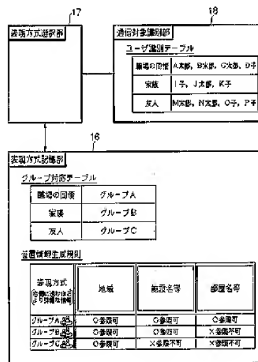 17
18
表現方式選択部
通信対象識別部
ユーザ識別テーブル
職場の同僚 A太郎, B太郎, C太郎, D子
家族 I子, J太郎, K子
友人 M太郎, N太郎, O子, P子
16
表現方式記憶部
グループ対応テーブル
職場の同僚 グループA
家族 グループB
友人 グループC
位置情報生成規則
表現方式
地域 施設名称 部屋名称
グループA ○参照可 ○参照可 ○参照可
グループB ○参照可 ○参照可 ×参照不可
グループC ○参照可 ×参照不可 ×参照不可